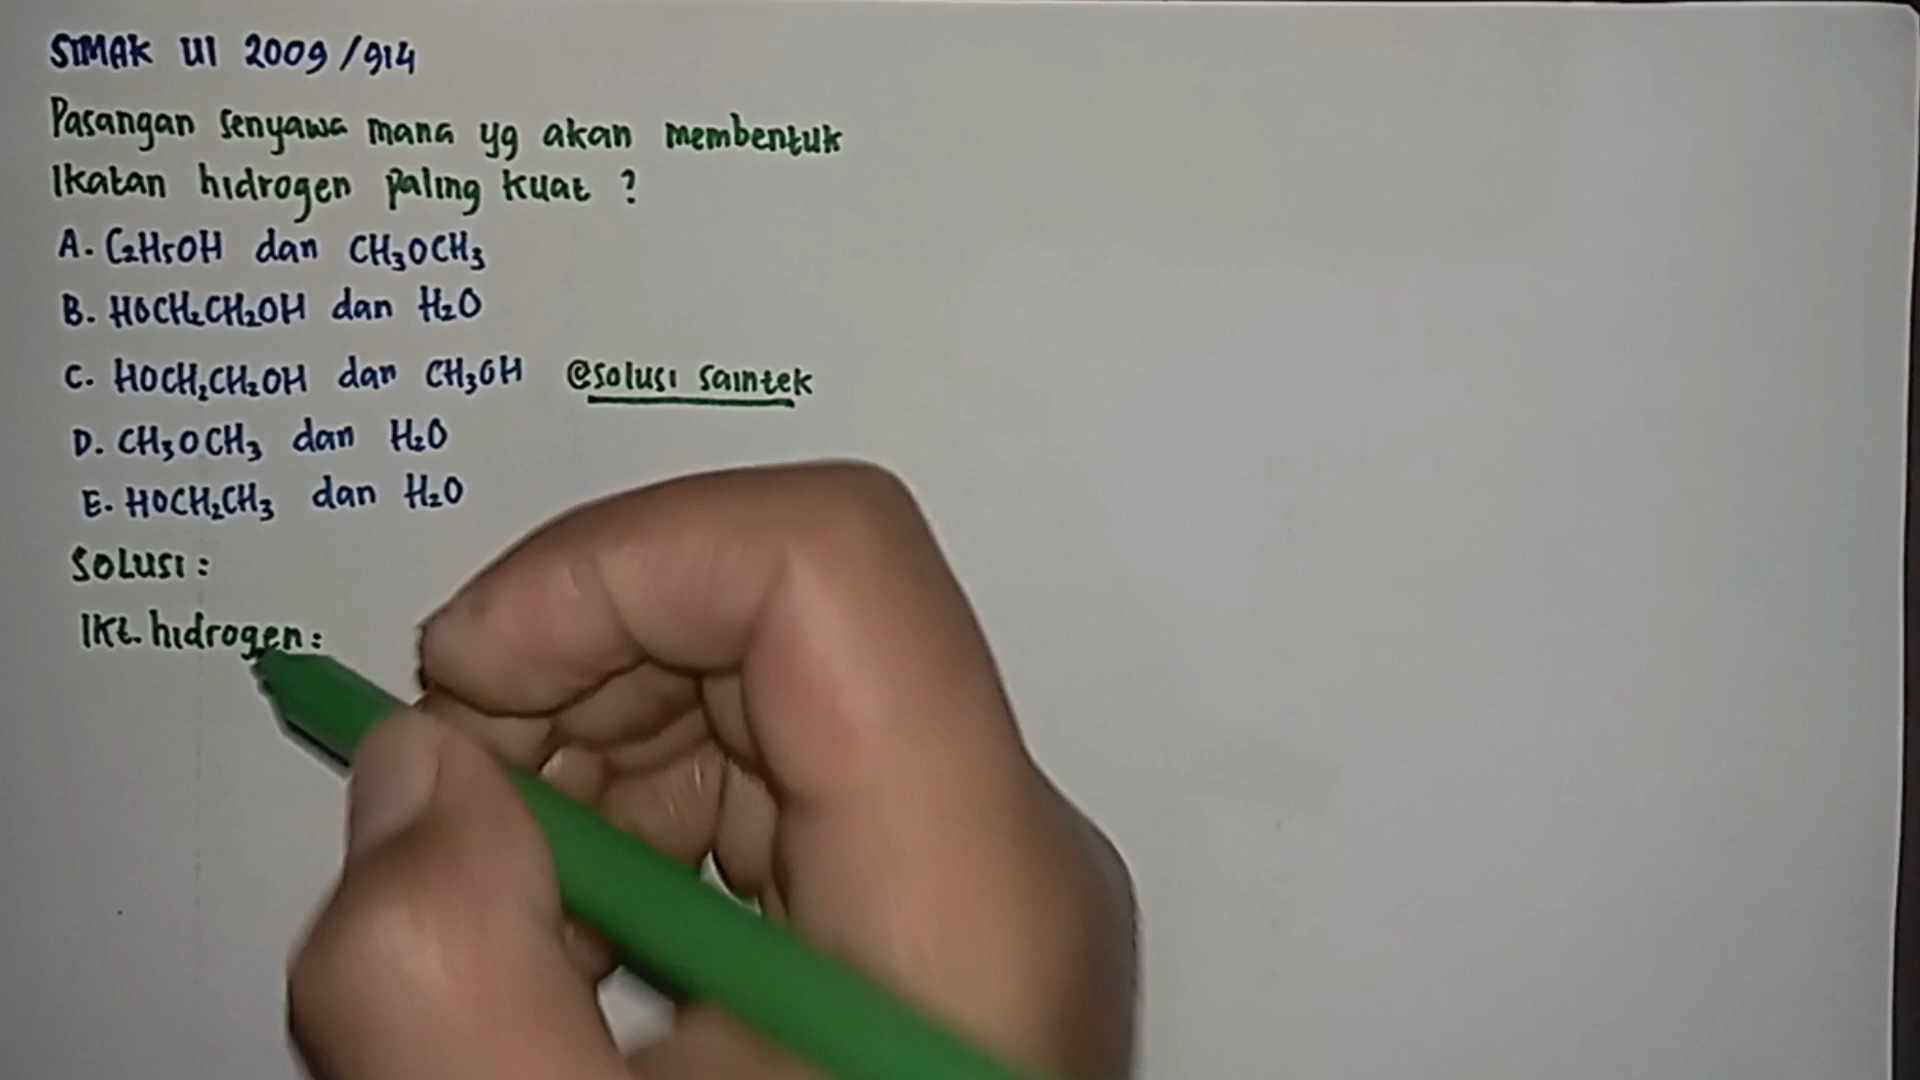 SIMAK UI 2009/914
Pasangan senyawa mana yg akan membentuk
Ikatan hidrogen paling kuat ?
A. C₂H₅OH dan CH₃OCH₃
B. HOCH₂CH₂OH dan H₂O
C. HOCH₂CH₂OH dan CH₃OH @solusi saintek
D. CH₃OCH₃ dan H₂O
E. HOCH₂CH₃ dan H₂O
SOLUSI :
Ikt. hidrogen :